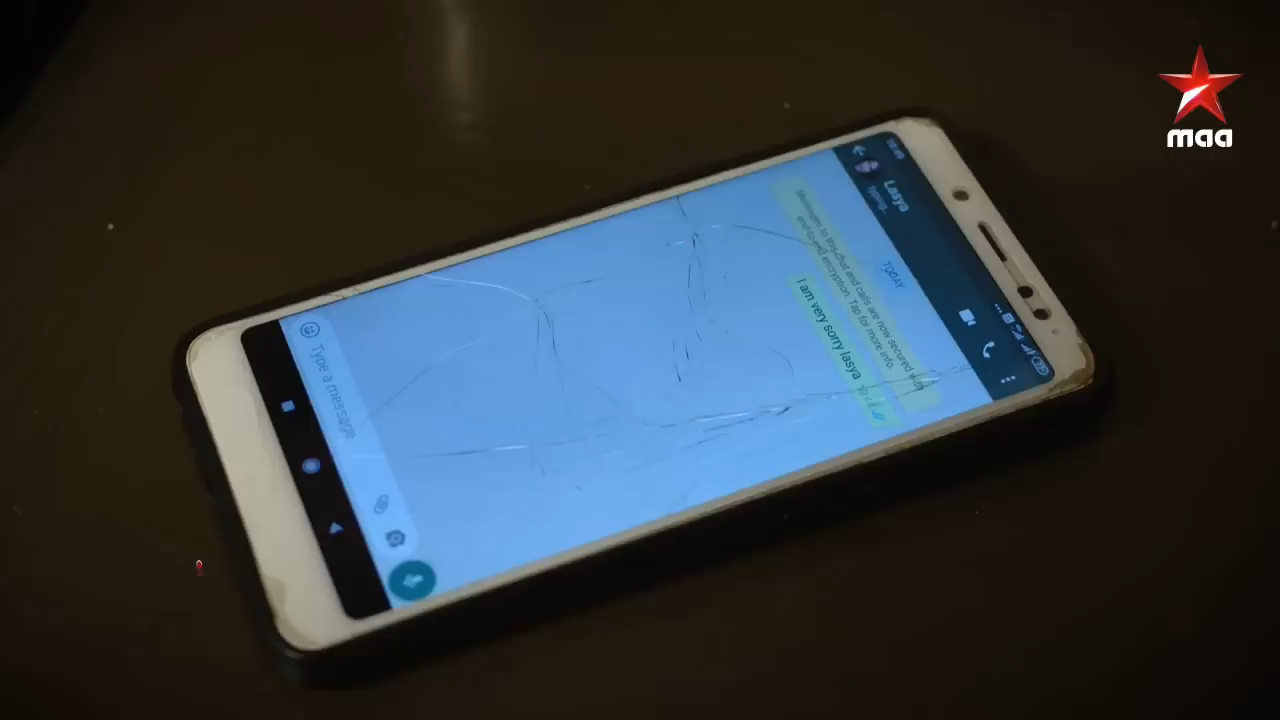 maa
Lasya
typing...
TODAY
Messages to this chat and calls are now secured with
end-to-end encryption. Tap for more info.
I am very sorry lasya
Type a message